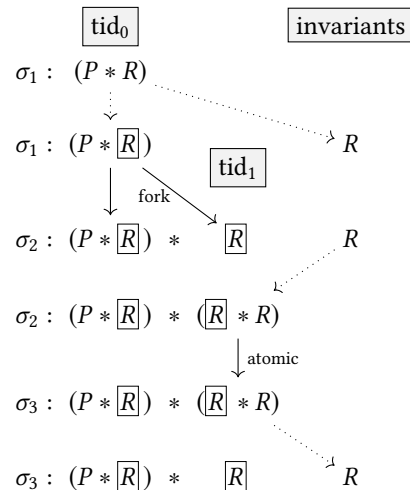 tid₀ invariants
σ₁ : (P ∗ R)
σ₁ : (P ∗ R) R
tid₁
fork
σ₂ : (P ∗ R) ∗ R R
σ₂ : (P ∗ R) ∗ (R ∗ R)
atomic
σ₃ : (P ∗ R) ∗ (R ∗ R)
σ₃ : (P ∗ R) ∗ R R